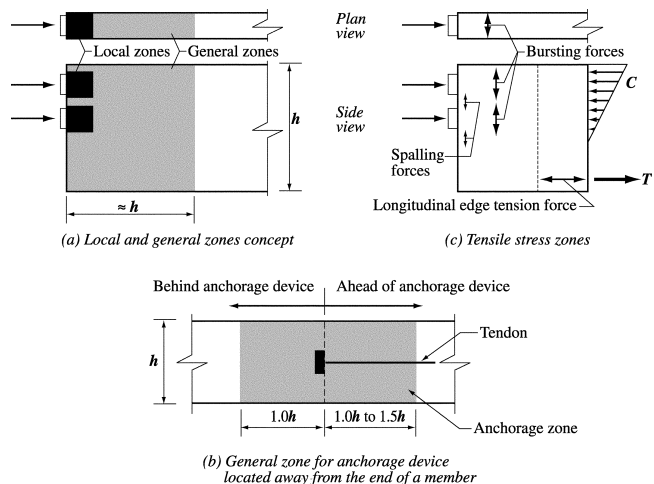 Plan
view
Local zones
General zones
Side
view
h
≈ h
(a) Local and general zones concept
Bursting forces
C
Spalling
forces
T
Longitudinal edge tension force
(c) Tensile stress zones
Behind anchorage device
Ahead of anchorage device
h
Tendon
1.0h
1.0h to 1.5h
Anchorage zone
(b) General zone for anchorage device
located away from the end of a member